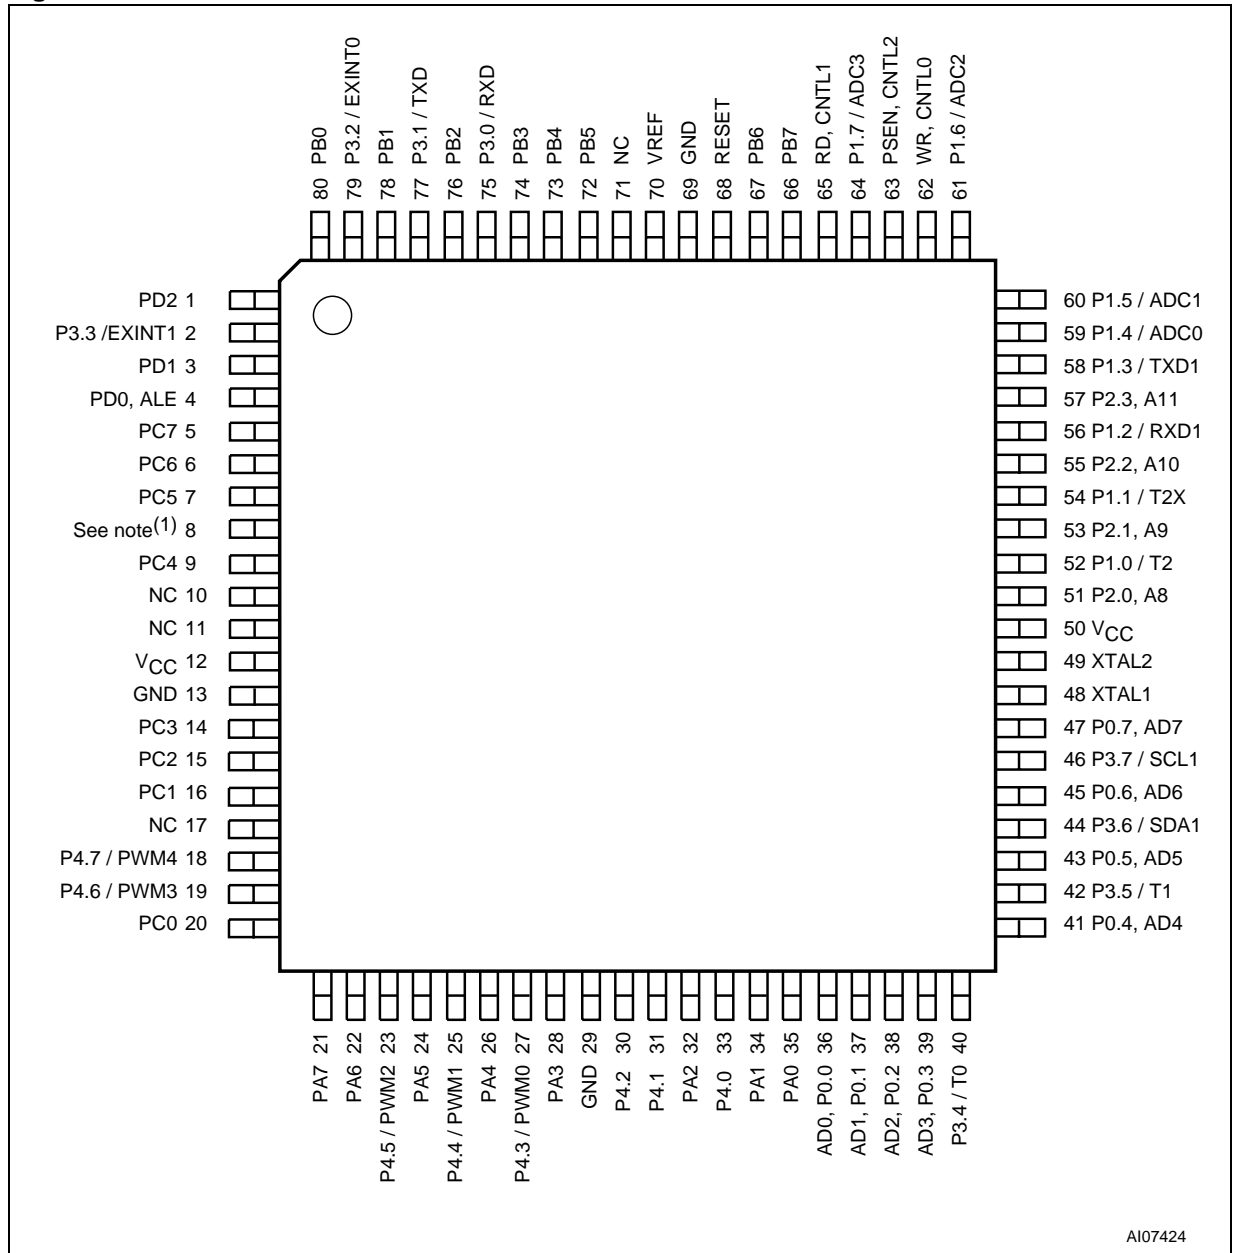 80 PB0
79 P3.2 / EXINT0
78 PB1
77 P3.1 / TXD
76 PB2
75 P3.0 / RXD
74 PB3
73 PB4
72 PB5
71 NC
70 VREF
69 GND
68 RESET
67 PB6
66 PB7
65 RD, CNTL1
64 P1.7 / ADC3
63 PSEN, CNTL2
62 WR, CNTL0
61 P1.6 / ADC2
PD2 1
P3.3 /EXINT1 2
PD1 3
PD0, ALE 4
PC7 5
PC6 6
PC5 7
See note(1) 8
PC4 9
NC 10
NC 11
VCC 12
GND 13
PC3 14
PC2 15
PC1 16
NC 17
P4.7 / PWM4 18
P4.6 / PWM3 19
PC0 20
60 P1.5 / ADC1
59 P1.4 / ADC0
58 P1.3 / TXD1
57 P2.3, A11
56 P1.2 / RXD1
55 P2.2, A10
54 P1.1 / T2X
53 P2.1, A9
52 P1.0 / T2
51 P2.0, A8
50 VCC
49 XTAL2
48 XTAL1
47 P0.7, AD7
46 P3.7 / SCL1
45 P0.6, AD6
44 P3.6 / SDA1
43 P0.5, AD5
42 P3.5 / T1
41 P0.4, AD4
PA7 21
PA6 22
P4.5 / PWM2 23
PA5 24
P4.4 / PWM1 25
PA4 26
P4.3 / PWM0 27
PA3 28
GND 29
P4.2 30
P4.1 31
PA2 32
P4.0 33
PA1 34
PA0 35
AD0, P0.0 36
AD1, P0.1 37
AD2, P0.2 38
AD3, P0.3 39
P3.4 / T0 40
AI07424